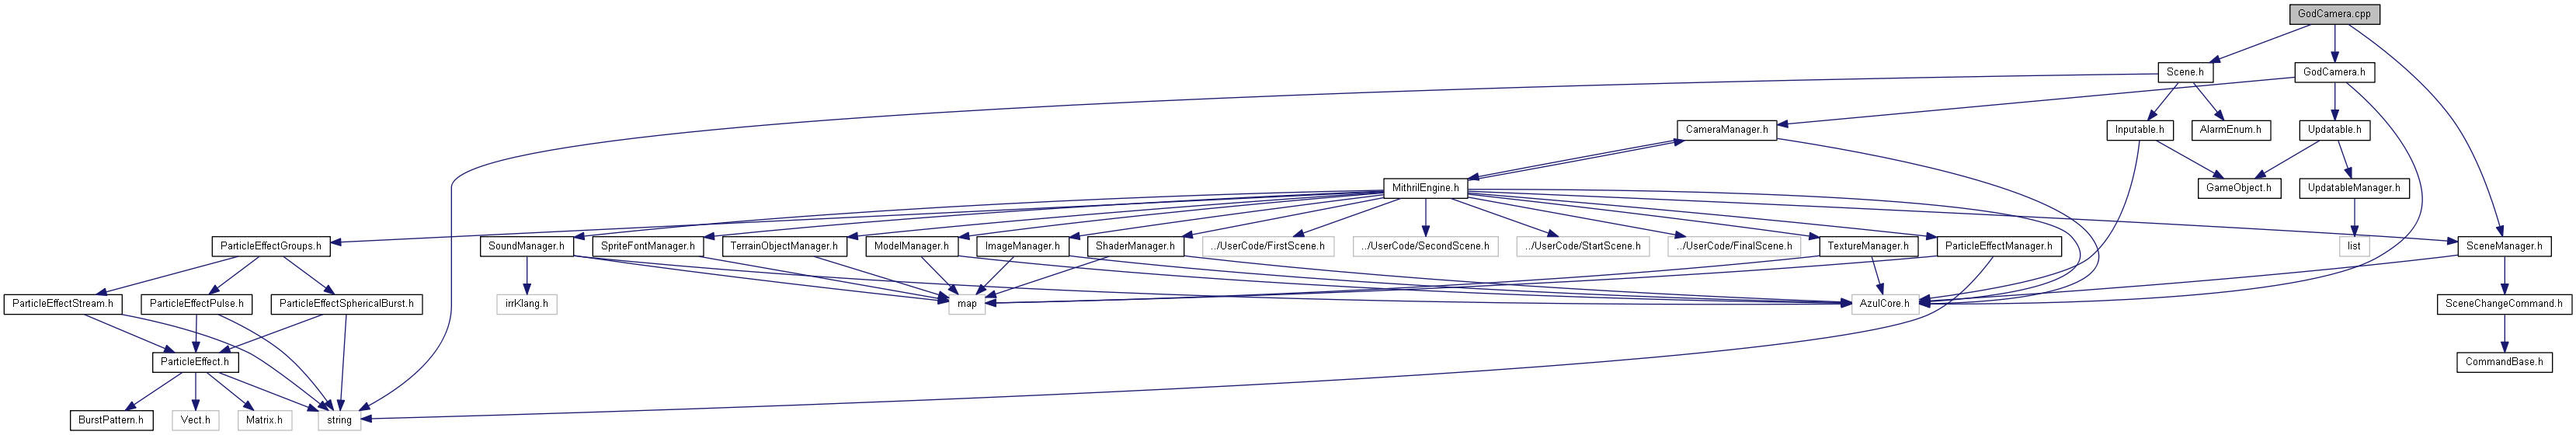 GodCamera.cpp
Scene.h
GodCamera.h
CameraManager.h
Inputable.h
AlarmEnum.h
Updatable.h
MithrilEngine.h
GameObject.h
UpdatableManager.h
ParticleEffectGroups.h
SoundManager.h
SpriteFontManager.h
TerrainObjectManager.h
ModelManager.h
ImageManager.h
ShaderManager.h
../UserCode/FirstScene.h
../UserCode/SecondScene.h
../UserCode/StartScene.h
../UserCode/FinalScene.h
TextureManager.h
ParticleEffectManager.h
list
SceneManager.h
ParticleEffectStream.h
ParticleEffectPulse.h
ParticleEffectSphericalBurst.h
irrKlang.h
map
AzulCore.h
SceneChangeCommand.h
ParticleEffect.h
CommandBase.h
BurstPattern.h
Vect.h
Matrix.h
string